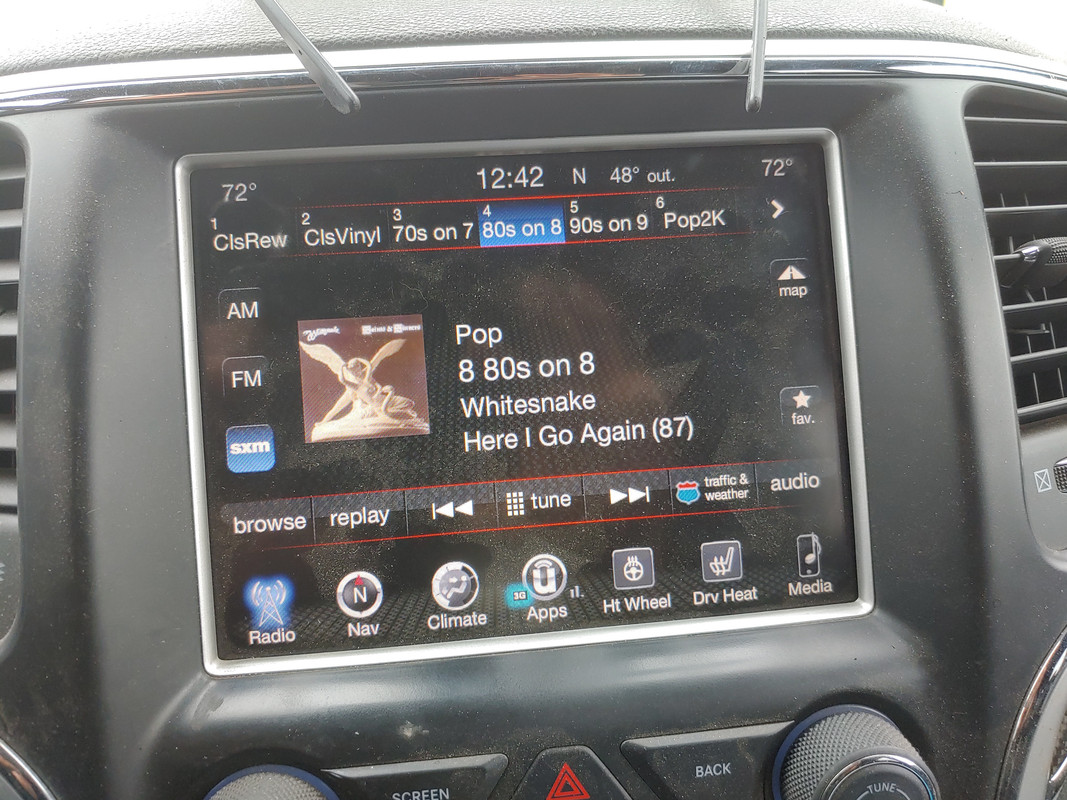 72° 12:42 N 48° out. 72°
1 ClsRew 2 ClsVinyl 3 70s on 7 4 80s on 8 5 90s on 9 6 Pop2K
map
AM
Pop
8 80s on 8
FM
Whitesnake
fav.
Here I Go Again (87)
sxm
browse replay tune traffic & weather audio
Radio N Nav Climate 3G U Apps Ht Wheel Drv Heat Media
SCREEN BACK TUNE